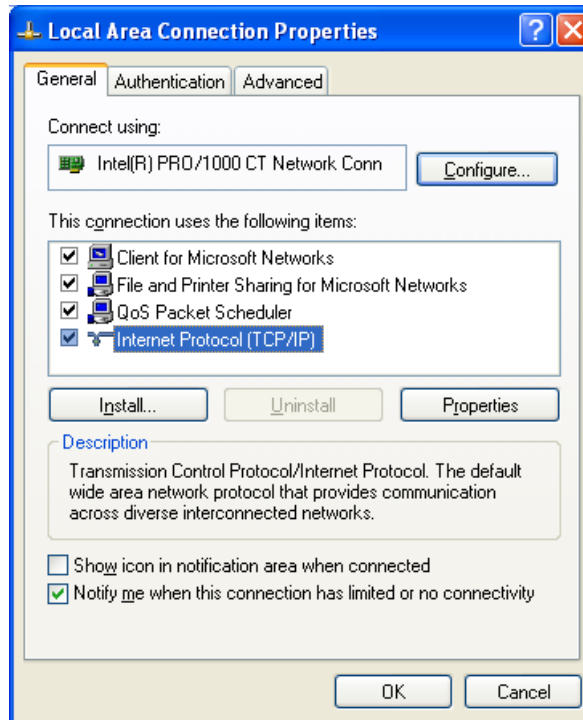 Local Area Connection Properties
General Authentication Advanced
Connect using:
Intel(R) PRO/1000 CT Network Conn Configure...
This connection uses the following items:
Client for Microsoft Networks
File and Printer Sharing for Microsoft Networks
QoS Packet Scheduler
Internet Protocol (TCP/IP)
Install... Uninstall Properties
Description
Transmission Control Protocol/Internet Protocol. The default
wide area network protocol that provides communication
across diverse interconnected networks.
Show icon in notification area when connected
Notify me when this connection has limited or no connectivity
OK Cancel